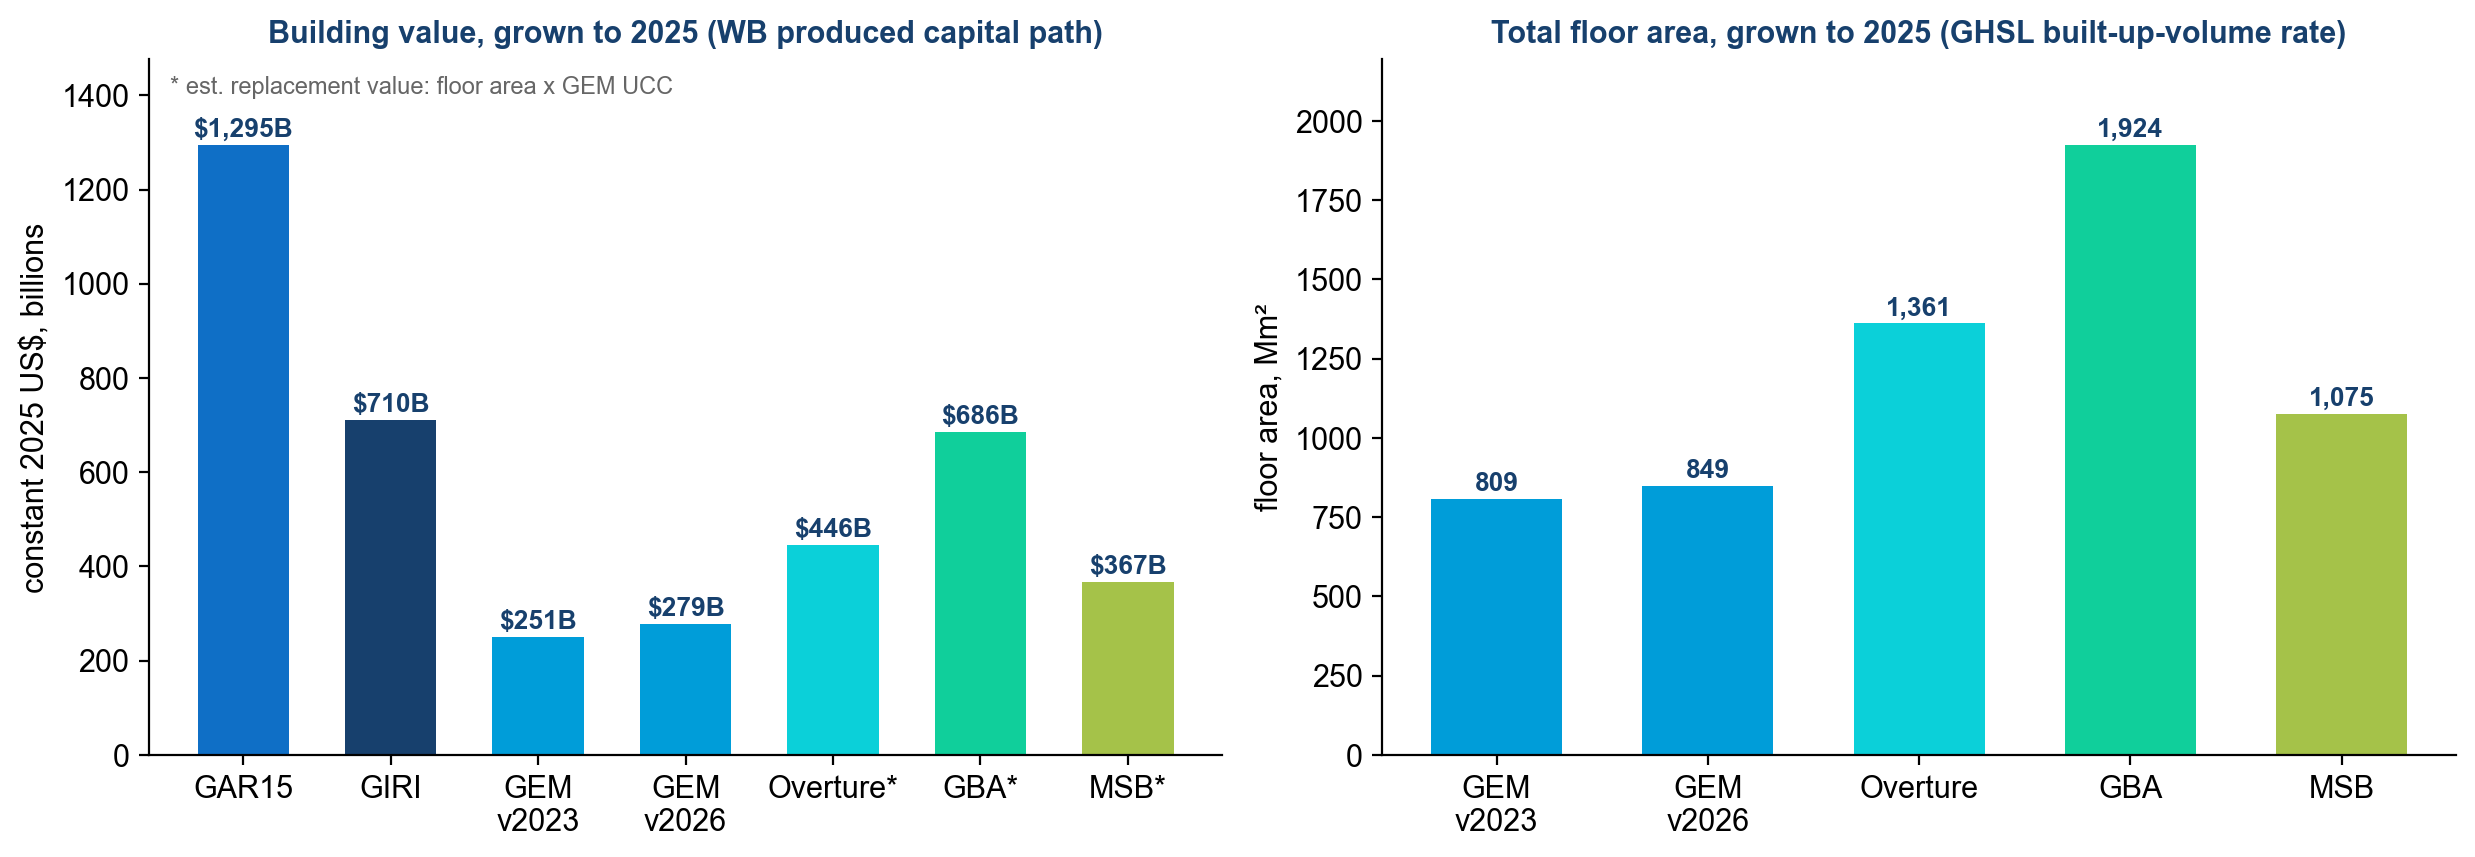 Building value, grown to 2025 (WB produced capital path)
* est. replacement value: floor area x GEM UCC
constant 2025 US$, billions
1400
1200
1000
800
600
400
200
0
$1,295B
$710B
$251B
$279B
$446B
$686B
$367B
GAR15
GIRI
GEM
v2023
GEM
v2026
Overture*
GBA*
MSB*
Total floor area, grown to 2025 (GHSL built-up-volume rate)
floor area, Mm²
2000
1750
1500
1250
1000
750
500
250
0
809
849
1,361
1,924
1,075
GEM
v2023
GEM
v2026
Overture
GBA
MSB